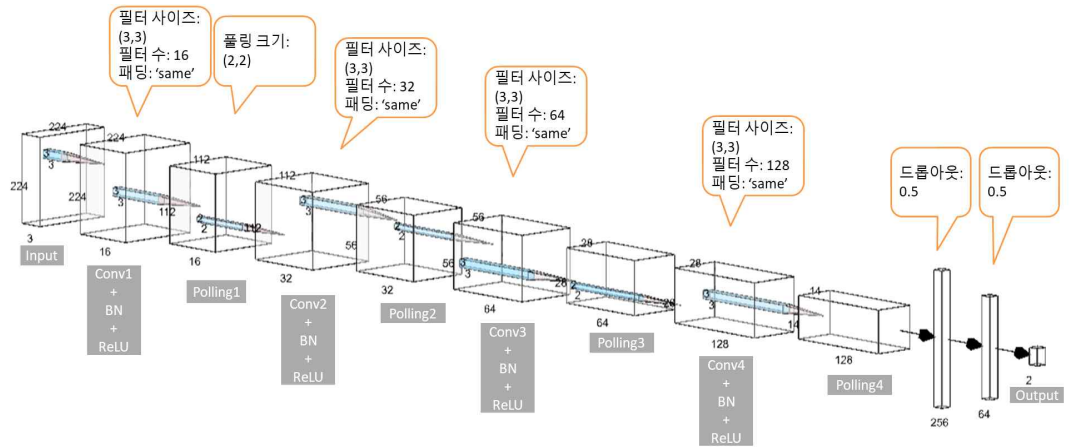 필터 사이즈:
(3,3)
필터 수: 16
패딩: ‘same’
풀링 크기:
(2,2)
필터 사이즈:
(3,3)
필터 수: 32
패딩: ‘same’
필터 사이즈:
(3,3)
필터 수: 64
패딩: ‘same’
필터 사이즈:
(3,3)
필터 수: 128
패딩: ‘same’
드롭아웃:
0.5
드롭아웃:
0.5
224
224
3
3
3
Input
224
224
3
3
16
Conv1
+
BN
+
ReLU
112
112
2
2
16
Polling1
112
112
3
3
32
Conv2
+
BN
+
ReLU
56
56
2
2
32
Polling2
56
56
3
3
64
Conv3
+
BN
+
ReLU
28
28
2
2
64
Polling3
28
28
3
3
128
Conv4
+
BN
+
ReLU
14
14
128
Polling4
256
64
2
Output